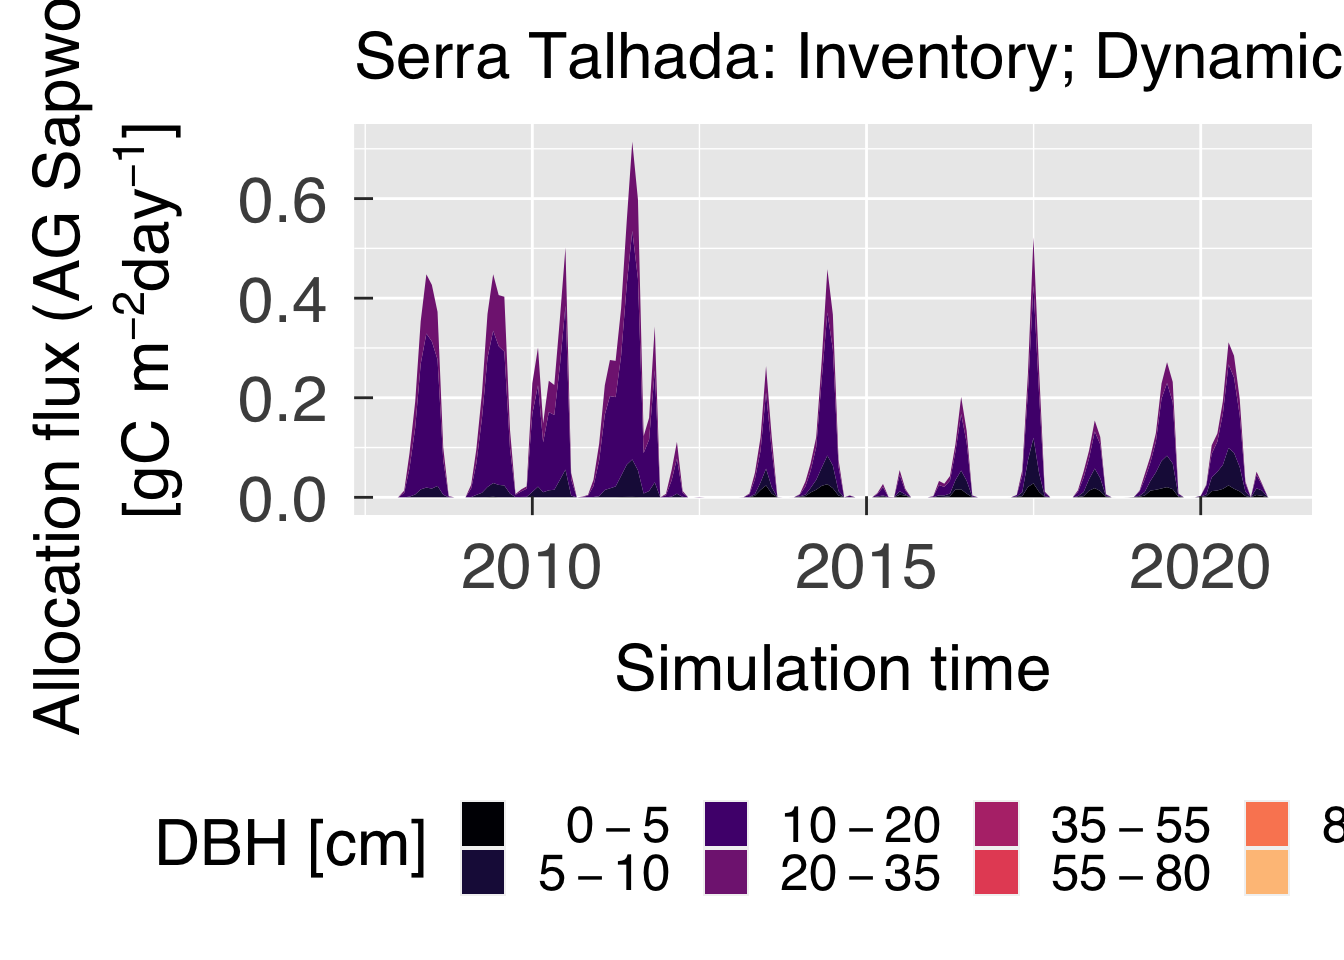 Serra Talhada: Inventory; Dynamic
Allocation flux (AG Sapwo
[gC m⁻²day⁻¹]
0.6
0.4
0.2
0.0
2010 2015 2020
Simulation time
DBH [cm]
0 – 5 10 – 20 35 – 55 8
5 – 10 20 – 35 55 – 80